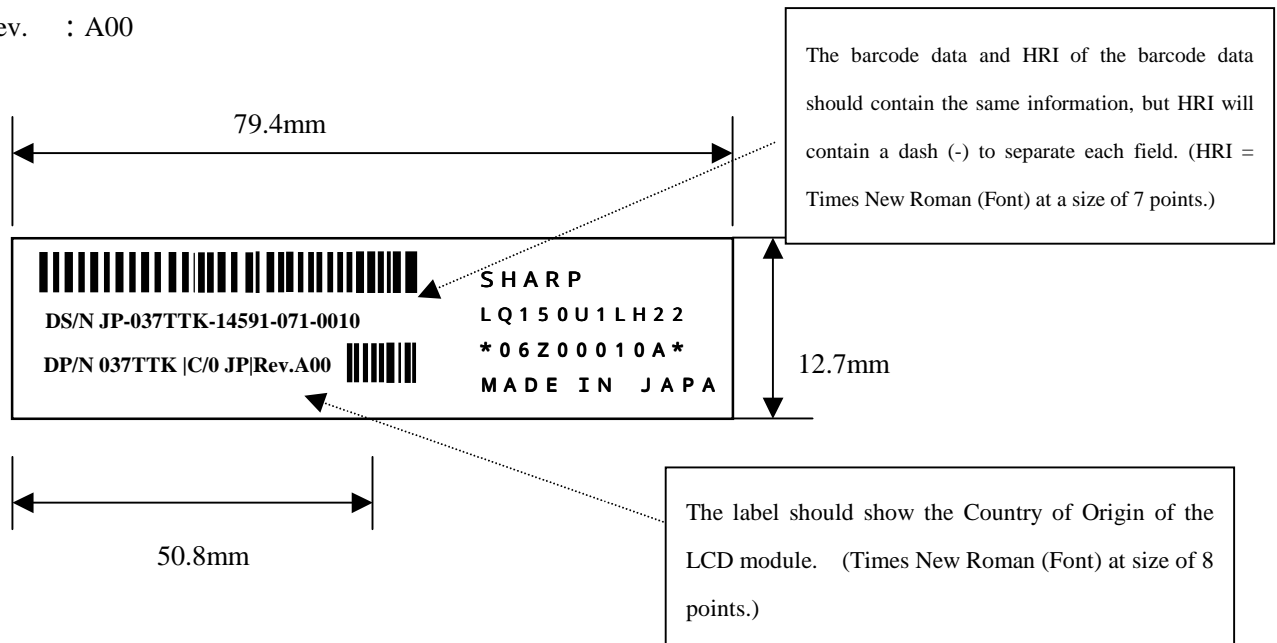 ev. : A00
The barcode data and HRI of the barcode data
should contain the same information, but HRI will
contain a dash (-) to separate each field. (HRI =
Times New Roman (Font) at a size of 7 points.)
79.4mm
DS/N JP-037TTK-14591-071-0010
DP/N 037TTK |C/0 JP|Rev.A00
SHARP
LQ150U1LH22
*06Z00010A*
MADE IN JAPA
12.7mm
50.8mm
The label should show the Country of Origin of the
LCD module. (Times New Roman (Font) at size of 8
points.)